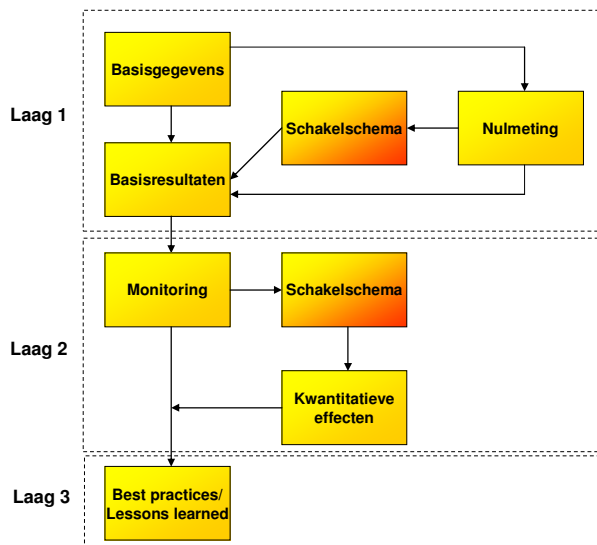 Laag 1
Basisgegevens
Schakelschema
Nulmeting
Basisresultaten
Laag 2
Monitoring
Schakelschema
Kwantitatieve
effecten
Laag 3
Best practices/
Lessons learned